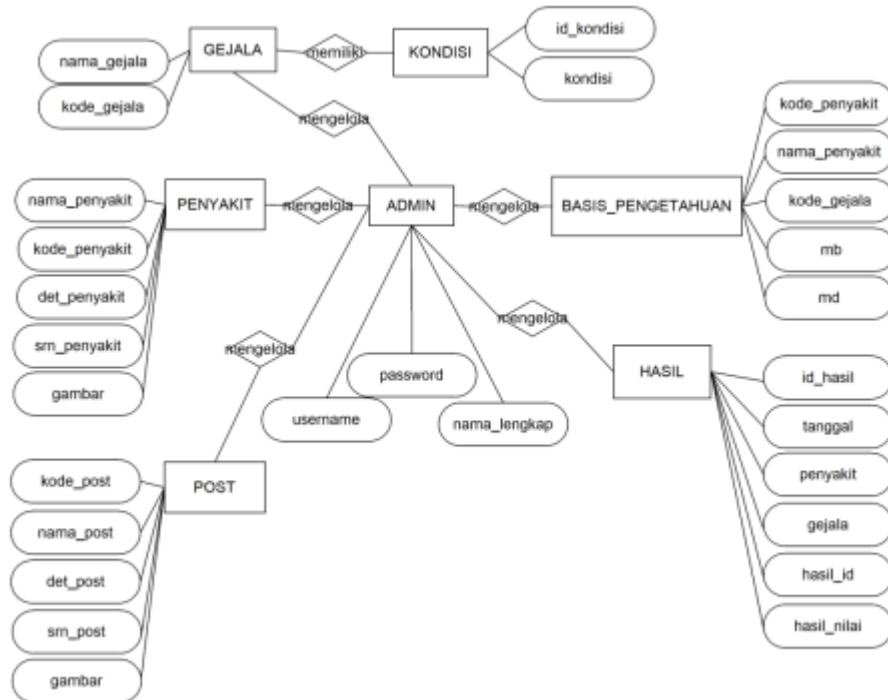 GEJALA
memiliki
KONDISI
id_kondisi
kondisi
nama_gejala
kode_gejala
mengelola
kode_penyakit
nama_penyakit
kode_gejala
mb
md
nama_penyakit
kode_penyakit
det_penyakit
srn_penyakit
gambar
PENYAKIT
mengelola
ADMIN
mengelola
BASIS_PENGETAHUAN
mengelola
mengelola
password
username
nama_lengkap
HASIL
id_hasil
tanggal
penyakit
gejala
hasil_id
hasil_nilai
kode_post
nama_post
det_post
srn_post
gambar
POST